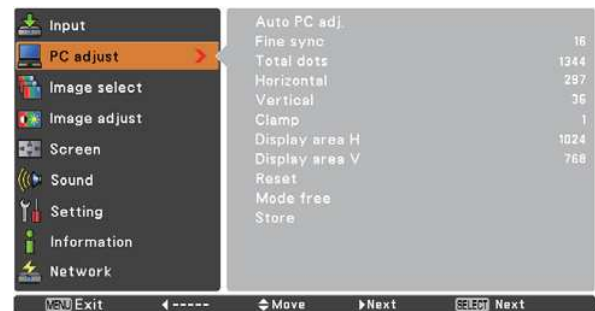 Input
PC adjust
Image select
Image adjust
Screen
Sound
Setting
Information
Network
Auto PC adj.
Fine sync 16
Total dots 1344
Horizontal 297
Vertical 36
Clamp 1
Display area H 1024
Display area V 768
Reset
Mode free
Store
MENU Exit ----- Move Next SELECT Next